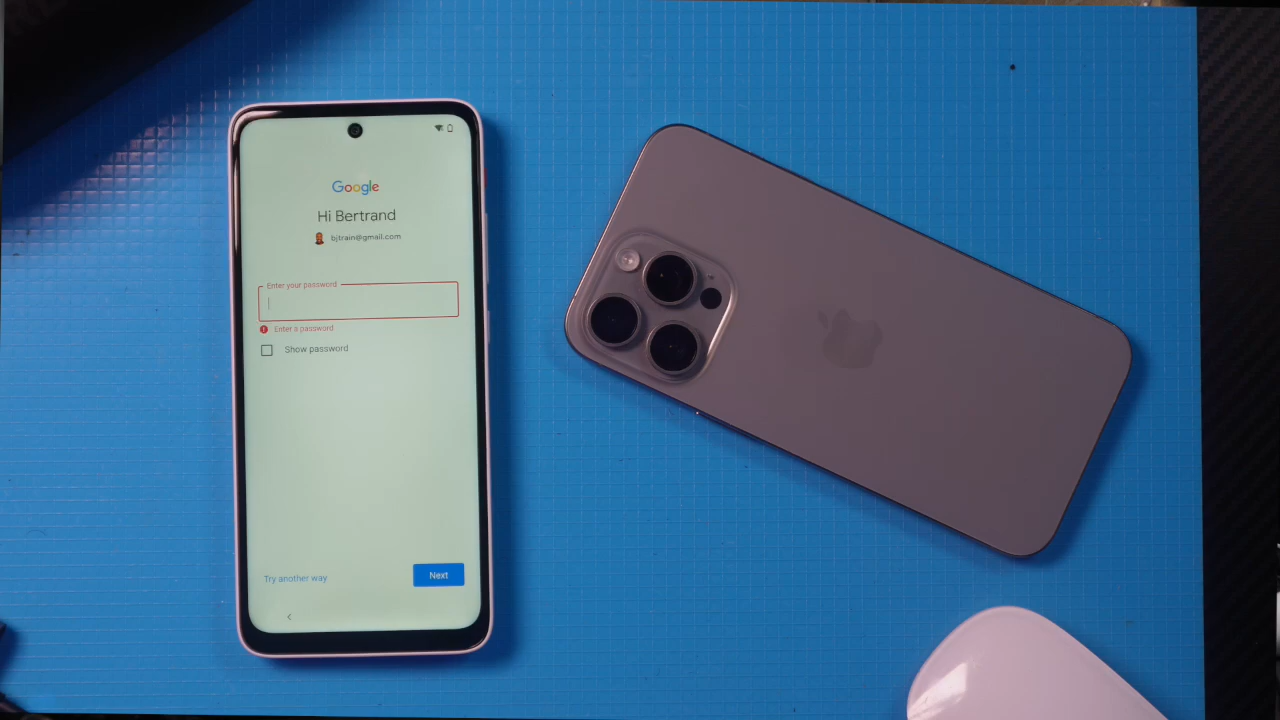 Google
Hi Bertrand
bjtrain@gmail.com
Enter your password
Enter a password
Show password
Try another way
Next